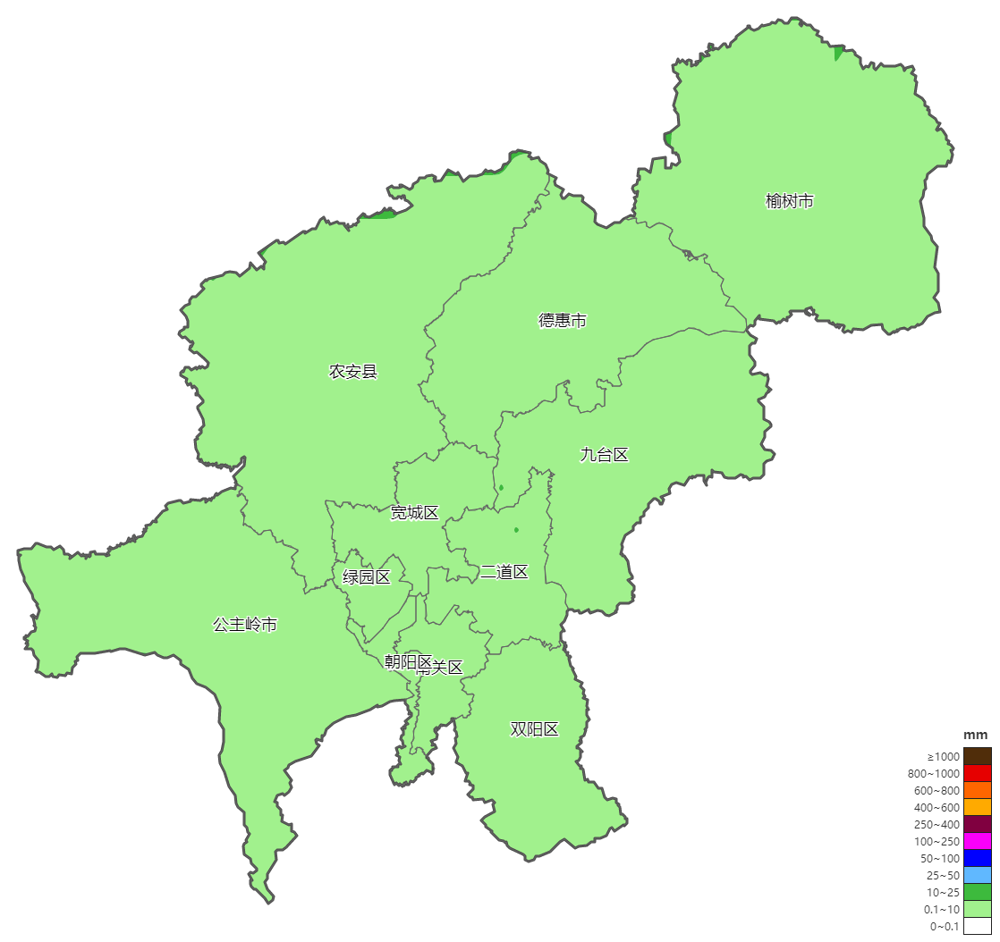 榆树市
德惠市
农安县
九台区
宽城区
二道区
绿园区
公主岭市
朝阳区
南关区
双阳区
mm
≥1000
800~1000
600~800
400~600
250~400
100~250
50~100
25~50
10~25
0.1~10
0~0.1